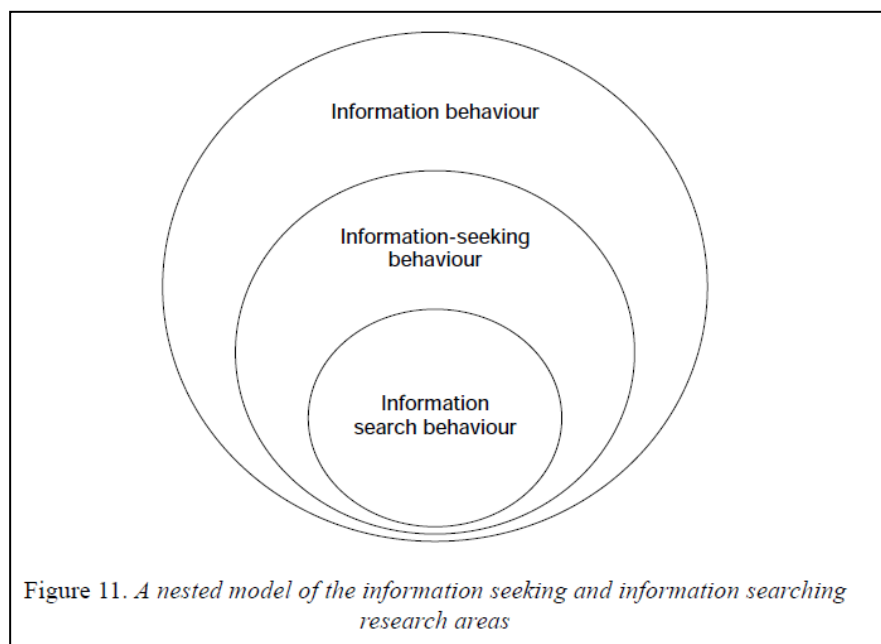 Information behaviour
Information-seeking
behaviour
Information
search behaviour
Figure 11. A nested model of the information seeking and information searching
research areas